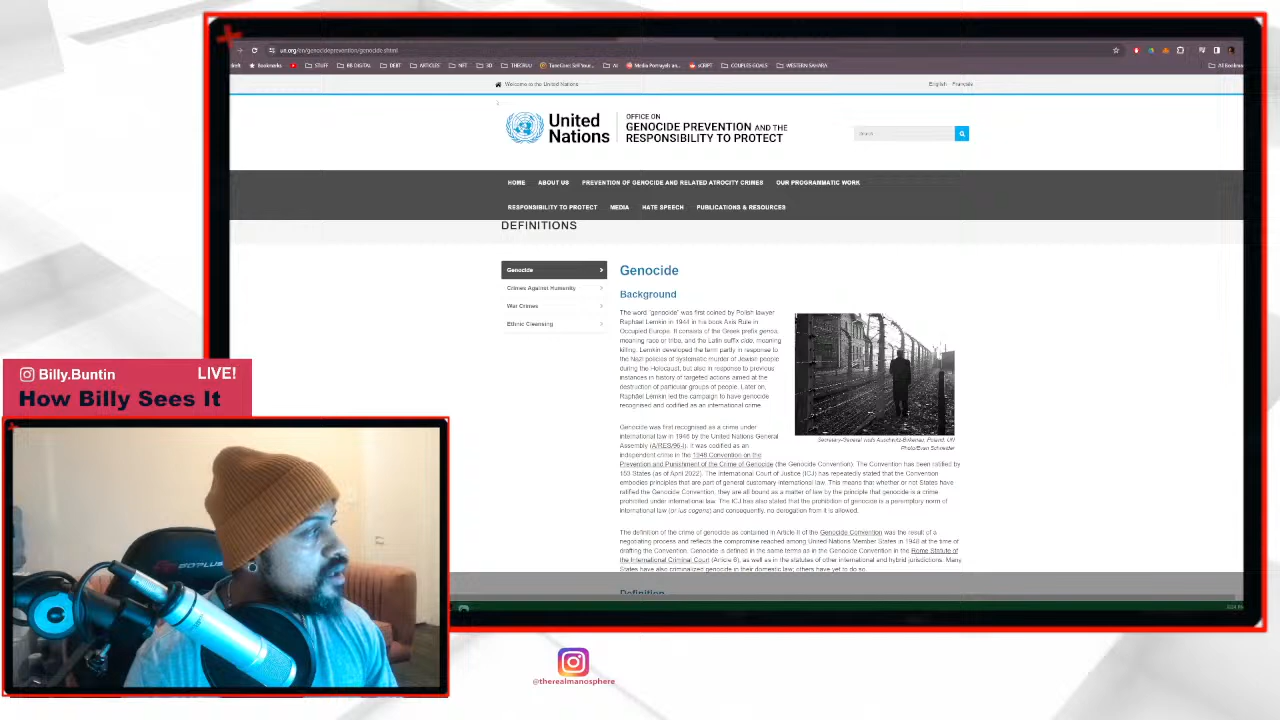 un.org/en/genocideprevention/genocide.shtml
Bookmarks
STUFF
BB DIGITAL
DEBT
ARTICLES
NFT
3D
AI
Media Portrayals an...
SCRIPT
COUPLES GOALS
WESTERN SAHARA
All Bookmar
Welcome to the United Nations
English Français
United Nations
OFFICE ON
GENOCIDE PREVENTION AND THE
RESPONSIBILITY TO PROTECT
Search
HOME ABOUT US PREVENTION OF GENOCIDE AND RELATED ATROCITY CRIMES OUR PROGRAMMATIC WORK
RESPONSIBILITY TO PROTECT MEDIA HATE SPEECH PUBLICATIONS & RESOURCES
DEFINITIONS
Genocide
Crimes Against Humanity
War Crimes
Ethnic Cleansing
Genocide
Background
The word "genocide" was first coined by Polish lawyer
Raphäel Lemkin in 1944 in his book Axis Rule in
Occupied Europe. It consists of the Greek prefix genos,
meaning race or tribe, and the Latin suffix cide, meaning
killing. Lemkin developed the term partly in response to
the Nazi policies of systematic murder of Jewish people
during the Holocaust, but also in response to previous
instances in history of targeted actions aimed at the
destruction of particular groups of people. Later on,
Raphäel Lemkin led the campaign to have genocide
recognised and codified as an international crime.
Secretary-General visits Auschwitz-Birkenau, Poland. UN
Photo/Evan Schneider
Genocide was first recognised as a crime under
international law in 1946 by the United Nations General
Assembly (A/RES/96-I). It was codified as an
independent crime in the 1948 Convention on the
Prevention and Punishment of the Crime of Genocide (the Genocide Convention). The Convention has been ratified by
153 States (as of April 2022). The International Court of Justice (ICJ) has repeatedly stated that the Convention
embodies principles that are part of general customary international law. This means that whether or not States have
ratified the Genocide Convention, they are all bound as a matter of law by the principle that genocide is a crime
prohibited under international law. The ICJ has also stated that the prohibition of genocide is a peremptory norm of
international law (or ius cogens) and consequently, no derogation from it is allowed.
The definition of the crime of genocide as contained in Article II of the Genocide Convention was the result of a
negotiating process and reflects the compromise reached among United Nations Member States in 1948 at the time of
drafting the Convention. Genocide is defined in the same terms as in the Genocide Convention in the Rome Statute of
the International Criminal Court (Article 6), as well as in the statutes of other international and hybrid jurisdictions. Many
States have also criminalized genocide in their domestic law; others have yet to do so.
Definition
Billy.Buntin LIVE!
How Billy Sees It
@therealmanosphere